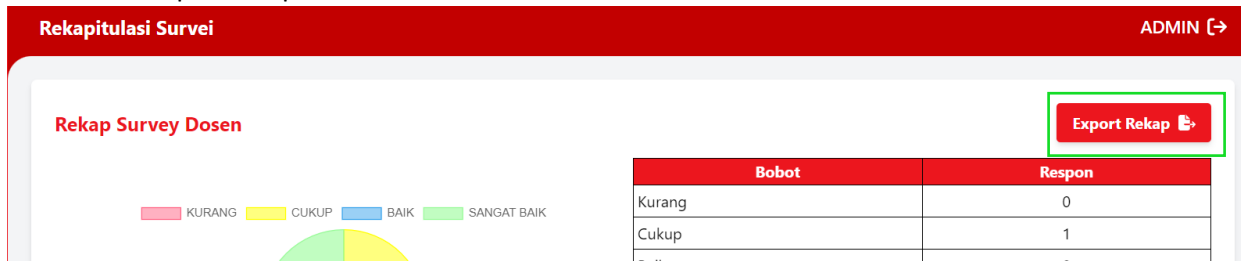 Rekapitulasi Survei
ADMIN
Rekap Survey Dosen
Export Rekap
KURANG CUKUP BAIK SANGAT BAIK
Bobot Respon
Kurang 0
Cukup 1